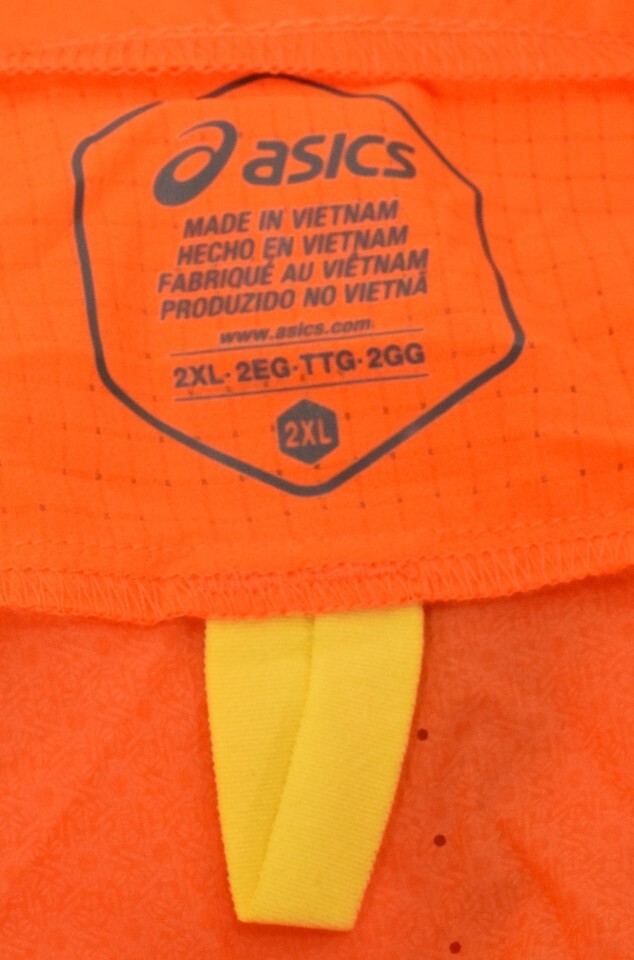 asics
MADE IN VIETNAM
HECHO EN VIETNAM
FABRIQUÉ AU VIÊTNAM
PRODUZIDO NO VIETNÃ
www.asics.com
2XL·2EG·TTG·2GG
2XL